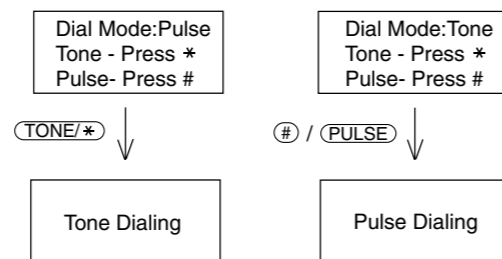 Dial Mode:Pulse
Tone - Press *
Pulse- Press #
TONE/*
Tone Dialing
Dial Mode:Tone
Tone - Press *
Pulse- Press #
# / PULSE
Pulse Dialing